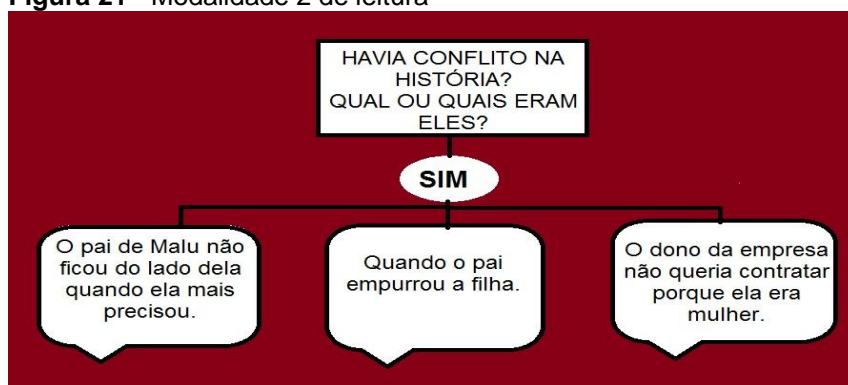 Figura 21 - Modalidade 2 de leitura
HAVIA CONFLITO NA
HISTÓRIA?
QUAL OU QUAIS ERAM
ELES?
SIM
O pai de Malu não
ficou do lado dela
quando ela mais
precisou.
Quando o pai
empurrou a filha.
O dono da empresa
não queria contratar
porque ela era
mulher.